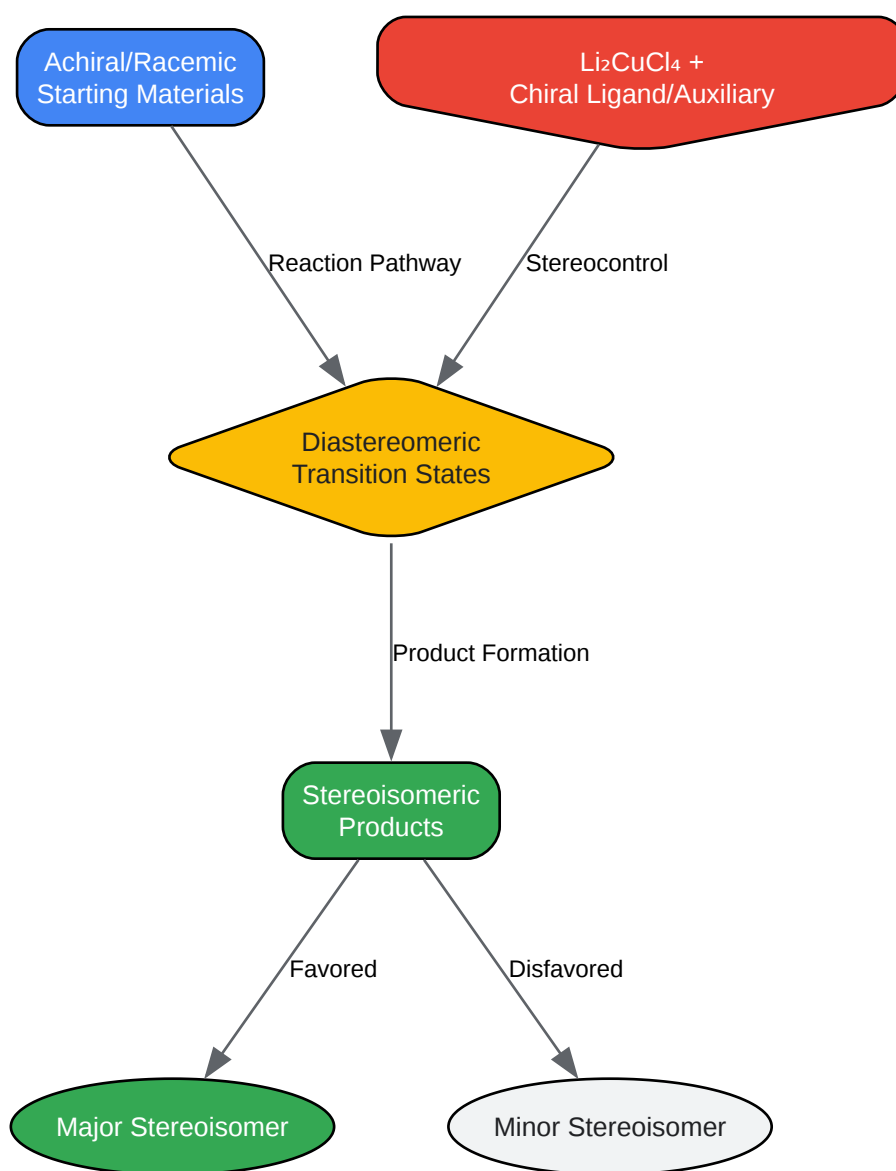 Achiral/Racemic
Starting Materials
Li₂CuCl₄ +
Chiral Ligand/Auxiliary
Reaction Pathway
Stereocontrol
Diastereomeric
Transition States
Product Formation
Stereoisomeric
Products
Favored
Disfavored
Major Stereoisomer
Minor Stereoisomer